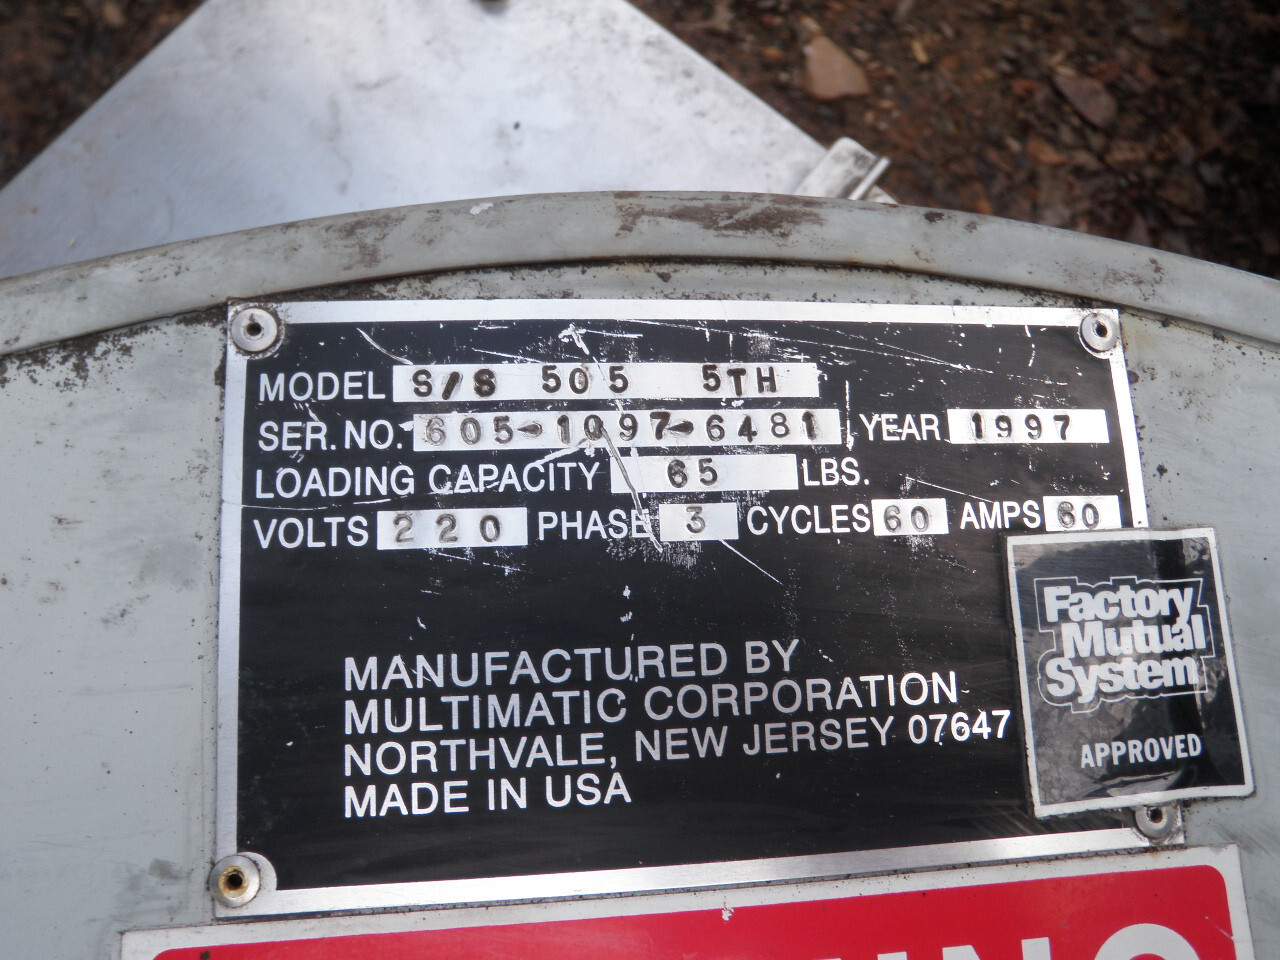 MODEL S/S 505 5TH
SER. NO. 605-1097-6481 YEAR 1997
LOADING CAPACITY 65 LBS.
VOLTS 220 PHASE 3 CYCLES 60 AMPS 60
MANUFACTURED BY
MULTIMATIC CORPORATION
NORTHVALE, NEW JERSEY 07647
MADE IN USA
Factory
Mutual
System
APPROVED